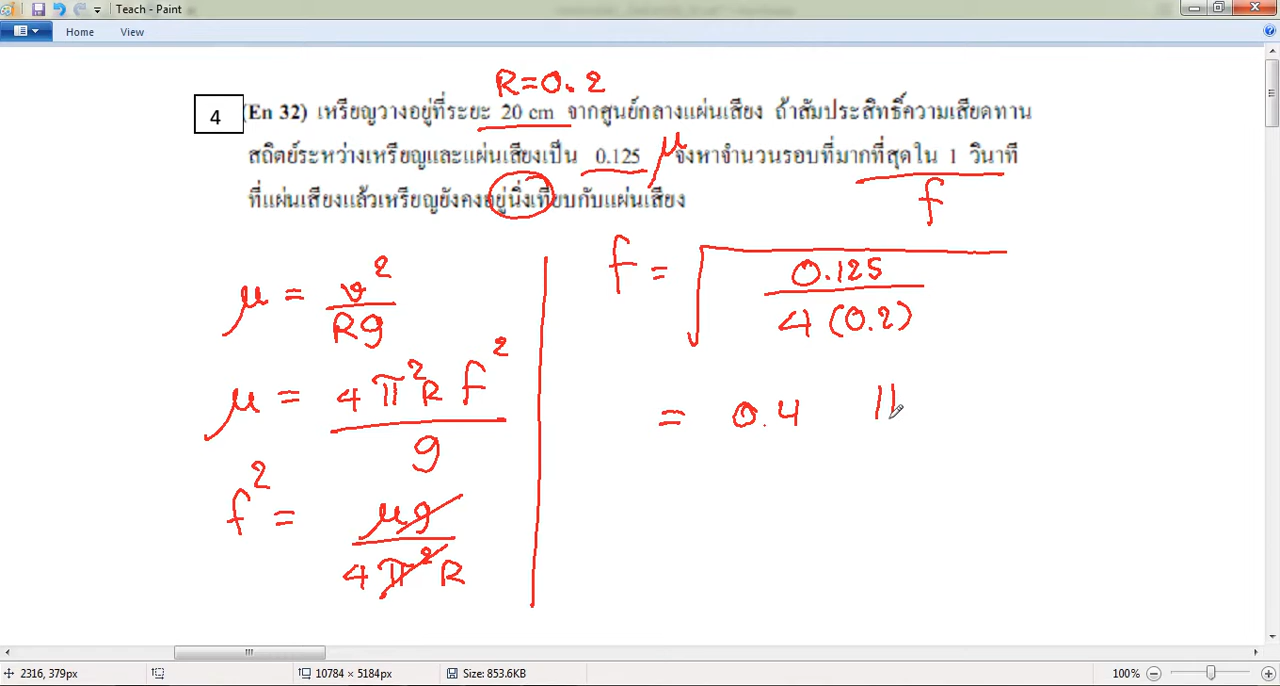 Teach - Paint
Home View
R = 0.2
4 (En 32) เหรียญวางอยู่ที่ระยะ 20 cm จากศูนย์กลางแผ่นเสียง ถ้าสัมประสิทธิ์ความเสียดทาน
สถิตย์ระหว่างเหรียญและแผ่นเสียงเป็น 0.125 μ จงหาจำนวนรอบที่มากที่สุดใน 1 วินาที
ที่แผ่นเสียงแล้วเหรียญยังคงอยู่นิ่งเทียบกับแผ่นเสียง f
μ = v² / Rg
μ = 4π²R f² / g
f² = μg / 4π²R
f = √ 0.125 / 4(0.2)
= 0.4
2316, 379px
10784 × 5184px
Size: 853.6KB
100%